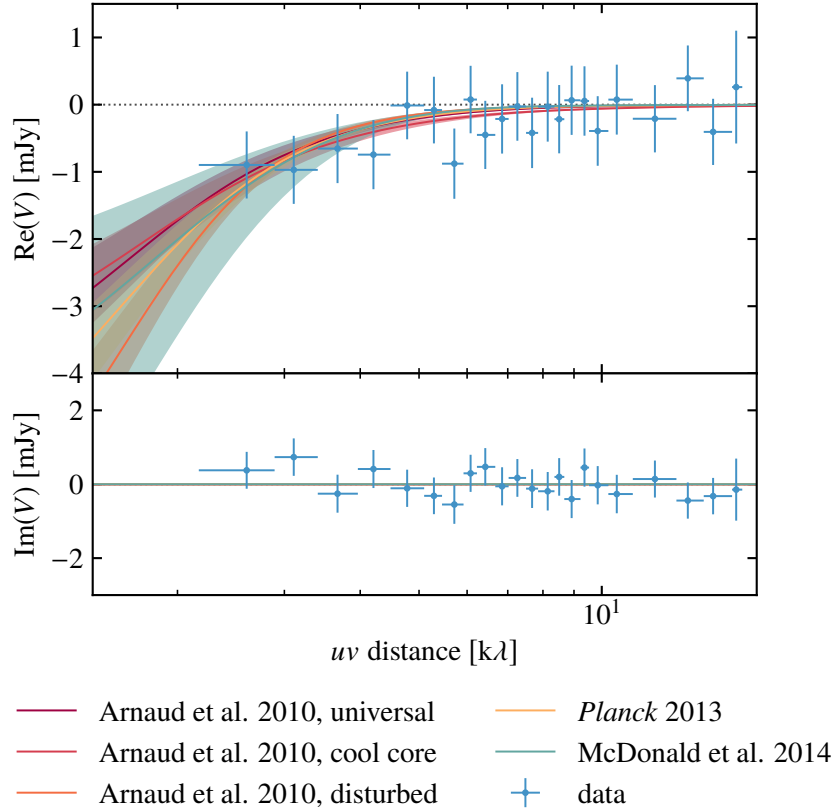 1
0
−1
−2
−3
−4
Re(V) [mJy]
2
0
−2
Im(V) [mJy]
10¹
uv distance [kλ]
Arnaud et al. 2010, universal
Arnaud et al. 2010, cool core
Arnaud et al. 2010, disturbed
Planck 2013
McDonald et al. 2014
data